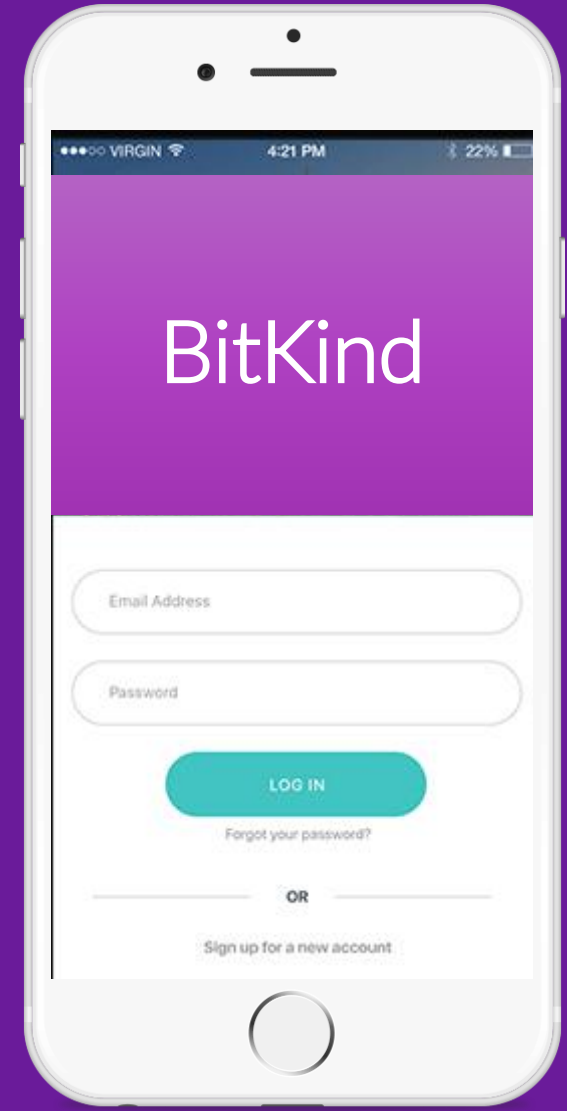 VIRGIN 4:21 PM 22%
BitKind
Email Address
Password
LOG IN
Forgot your password?
OR
Sign up for a new account